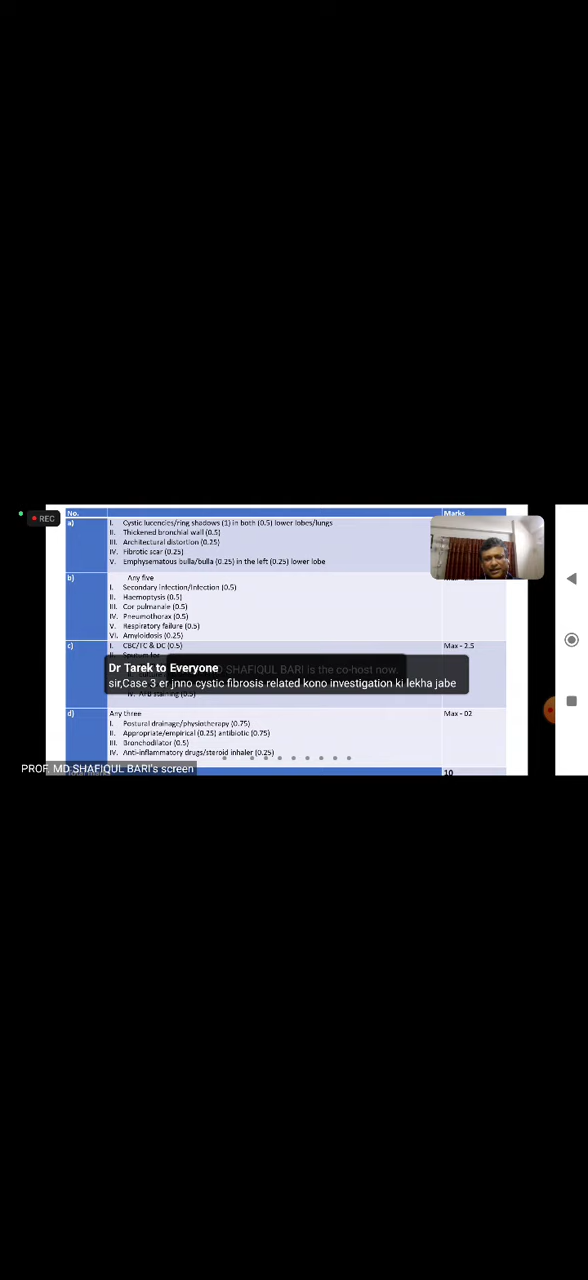 REC
No.
Marks
a)
I. Cystic lucencies/ring shadows (1) in both (0.5) lower lobes/lungs
II. Thickened bronchial wall (0.5)
III. Architectural distortion (0.25)
IV. Fibrotic scar (0.25)
V. Emphysematous bulla/bulla (0.25) in the left (0.25) lower lobe
b)
Any five
I. Secondary infection/Infection (0.5)
II. Haemoptysis (0.5)
III. Cor pulmanale (0.5)
IV. Pneumothorax (0.5)
V. Respiratory failure (0.5)
VI. Amyloidosis (0.25)
c)
I. CBC/TC & DC (0.5)
Max - 2.5
Dr Tarek to Everyone
SHAFIQUL BARI is the co-host now.
sir,Case 3 er jnno cystic fibrosis related kono investigation ki lekha jabe
d)
Any three
Max - 02
I. Postural drainage/physiotherapy (0.75)
II. Appropriate/empirical (0.25) antibiotic (0.75)
III. Bronchodilator (0.5)
IV. Anti-inflammatory drugs/steroid inhaler (0.25)
PROF. MD SHAFIQUL BARI's screen
10